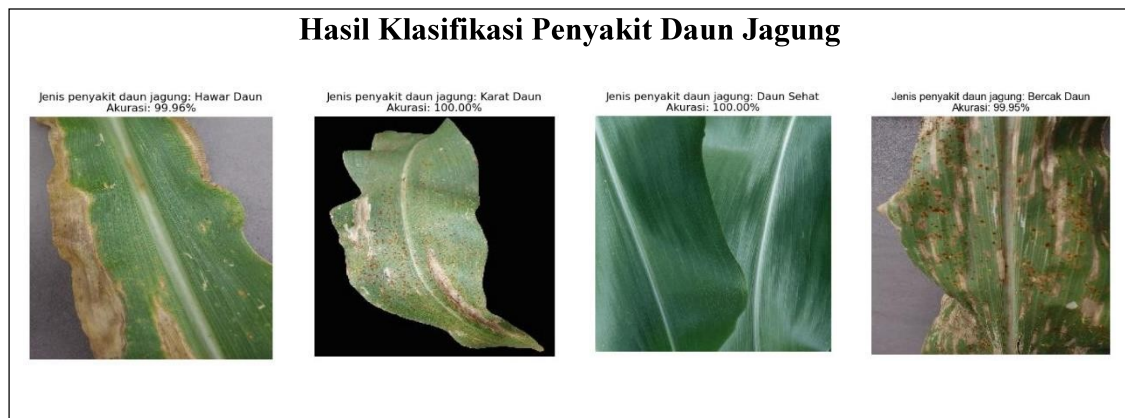 Hasil Klasifikasi Penyakit Daun Jagung
Jenis penyakit daun jagung: Hawar Daun
Akurasi: 99.96%
Jenis penyakit daun jagung: Karat Daun
Akurasi: 100.00%
Jenis penyakit daun jagung: Daun Sehat
Akurasi: 100.00%
Jenis penyakit daun jagung: Bercak Daun
Akurasi: 99.95%